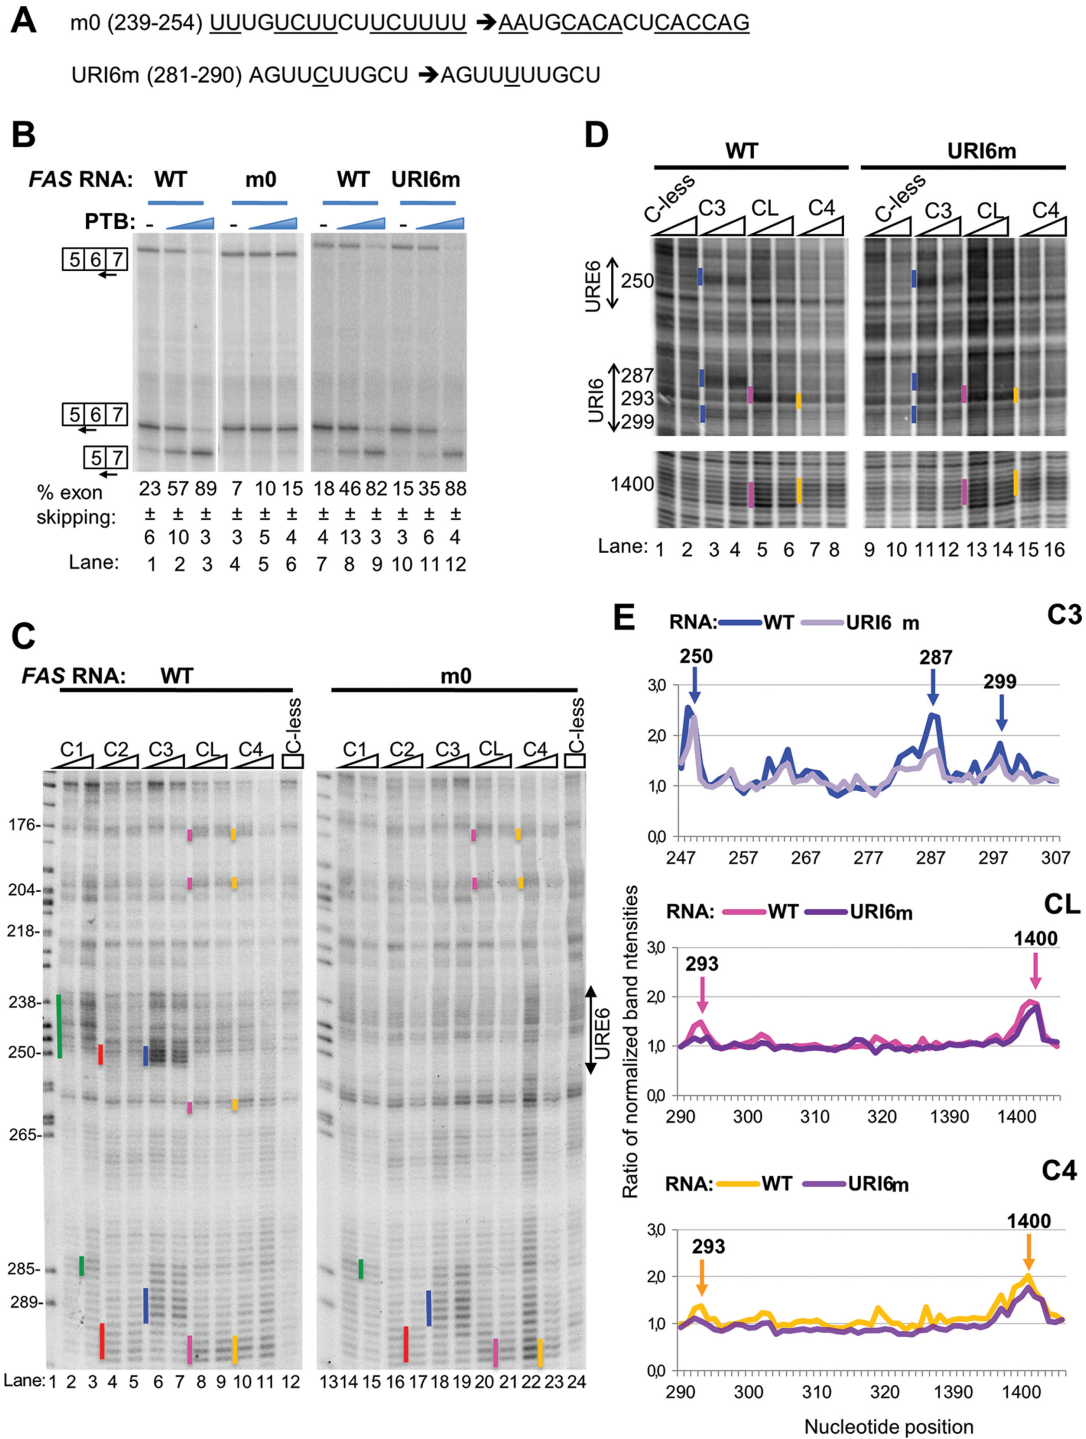 A
m0 (239-254) UUUGUCUUCUUCUUUU ➔AAUGCACACUCACCAG
URI6m (281-290) AGUUCUUGCU ➔AGUUUUUGCU
B
FAS RNA: WT m0 WT URI6m
PTB: - - - -
5 6 7
5 6 7
5 7
% exon 23 57 89 7 10 15 18 46 82 15 35 88
skipping: ± ± ± ± ± ± ± ± ± ± ± ±
6 10 3 3 5 4 4 13 3 3 6 4
Lane: 1 2 3 4 5 6 7 8 9 10 11 12
C
FAS RNA: WT m0
C1 C2 C3 CL C4 C-less C1 C2 C3 CL C4 C-less
176-
204-
218-
238-
250-
265-
285-
289-
URE6
Lane: 1 2 3 4 5 6 7 8 9 10 11 12 13 14 15 16 17 18 19 20 21 22 23 24
D
WT URI6m
C-less C3 CL C4 C-less C3 CL C4
URE6
250
URI6
287
293
299
1400
Lane: 1 2 3 4 5 6 7 8 9 10 11 12 13 14 15 16
E
C3
RNA: WT URI6 m
250 287 299
3,0
2,0
1,0
0,0
247 257 267 277 287 297 307
CL
RNA: WT URI6m
293 1400
3,0
2,0
1,0
0,0
290 300 310 320 1390 1400
C4
RNA: WT URI6m
293 1400
3,0
2,0
1,0
0,0
290 300 310 320 1390 1400
Ratio of normalized band ntensities
Nucleotide position